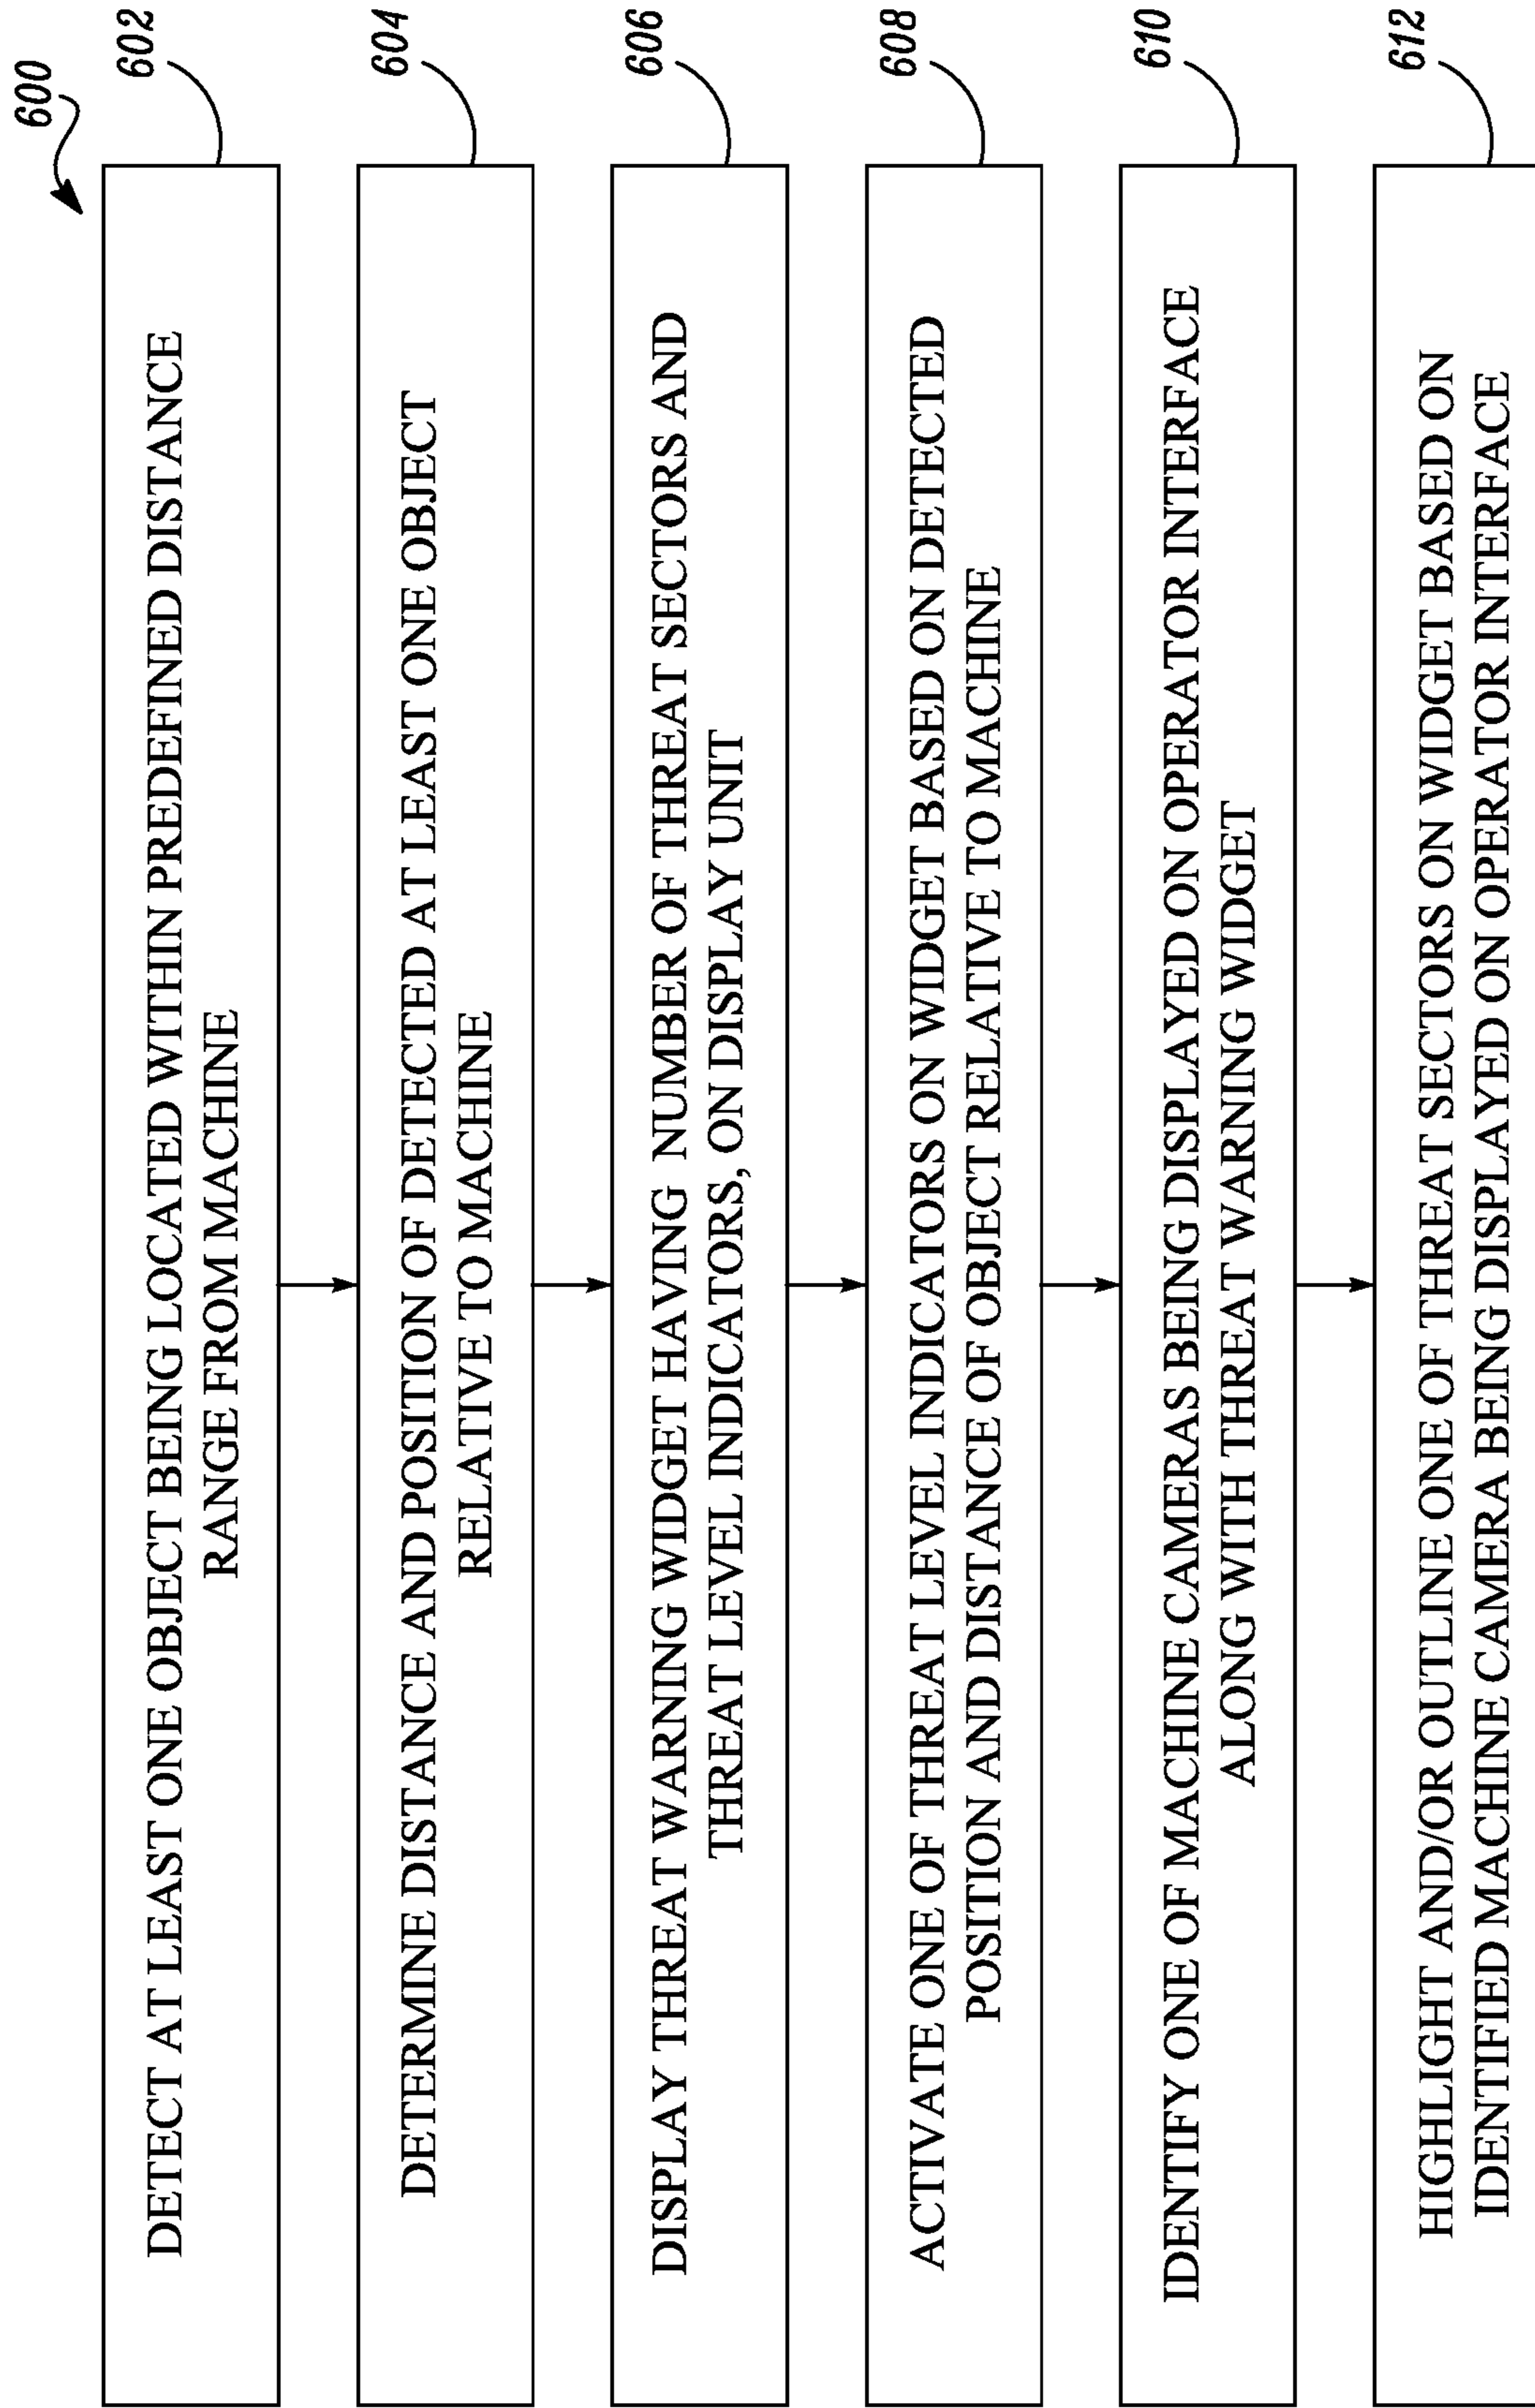 600
602
DETECT AT LEAST ONE OBJECT BEING LOCATED WITHIN PREDEFINED DISTANCE
RANGE FROM MACHINE
604
DETERMINE DISTANCE AND POSITION OF DETECTED AT LEAST ONE OBJECT
RELATIVE TO MACHINE
606
DISPLAY THREAT WARNING WIDGET HAVING NUMBER OF THREAT SECTORS AND
THREAT LEVEL INDICATORS, ON DISPLAY UNIT
608
ACTIVATE ONE OF THREAT LEVEL INDICATORS ON WIDGET BASED ON DETECTED
POSITION AND DISTANCE OF OBJECT RELATIVE TO MACHINE
610
IDENTIFY ONE OF MACHINE CAMERAS BEING DISPLAYED ON OPERATOR INTERFACE
ALONG WITH THREAT WARNING WIDGET
612
HIGHLIGHT AND/OR OUTLINE ONE OF THREAT SECTORS ON WIDGET BASED ON
IDENTIFIED MACHINE CAMERA BEING DISPLAYED ON OPERATOR INTERFACE